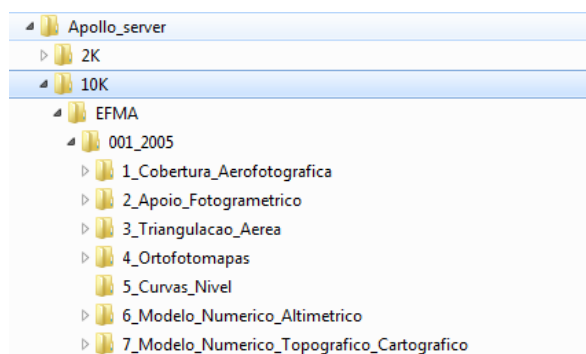 Apollo_server
2K
10K
EFMA
001_2005
1_Cobertura_Aerofotografica
2_Apoio_Fotogrametrico
3_Triangulacao_Aerea
4_Ortofotomapas
5_Curvas_Nivel
6_Modelo_Numerico_Altimetrico
7_Modelo_Numerico_Topografico_Cartografico